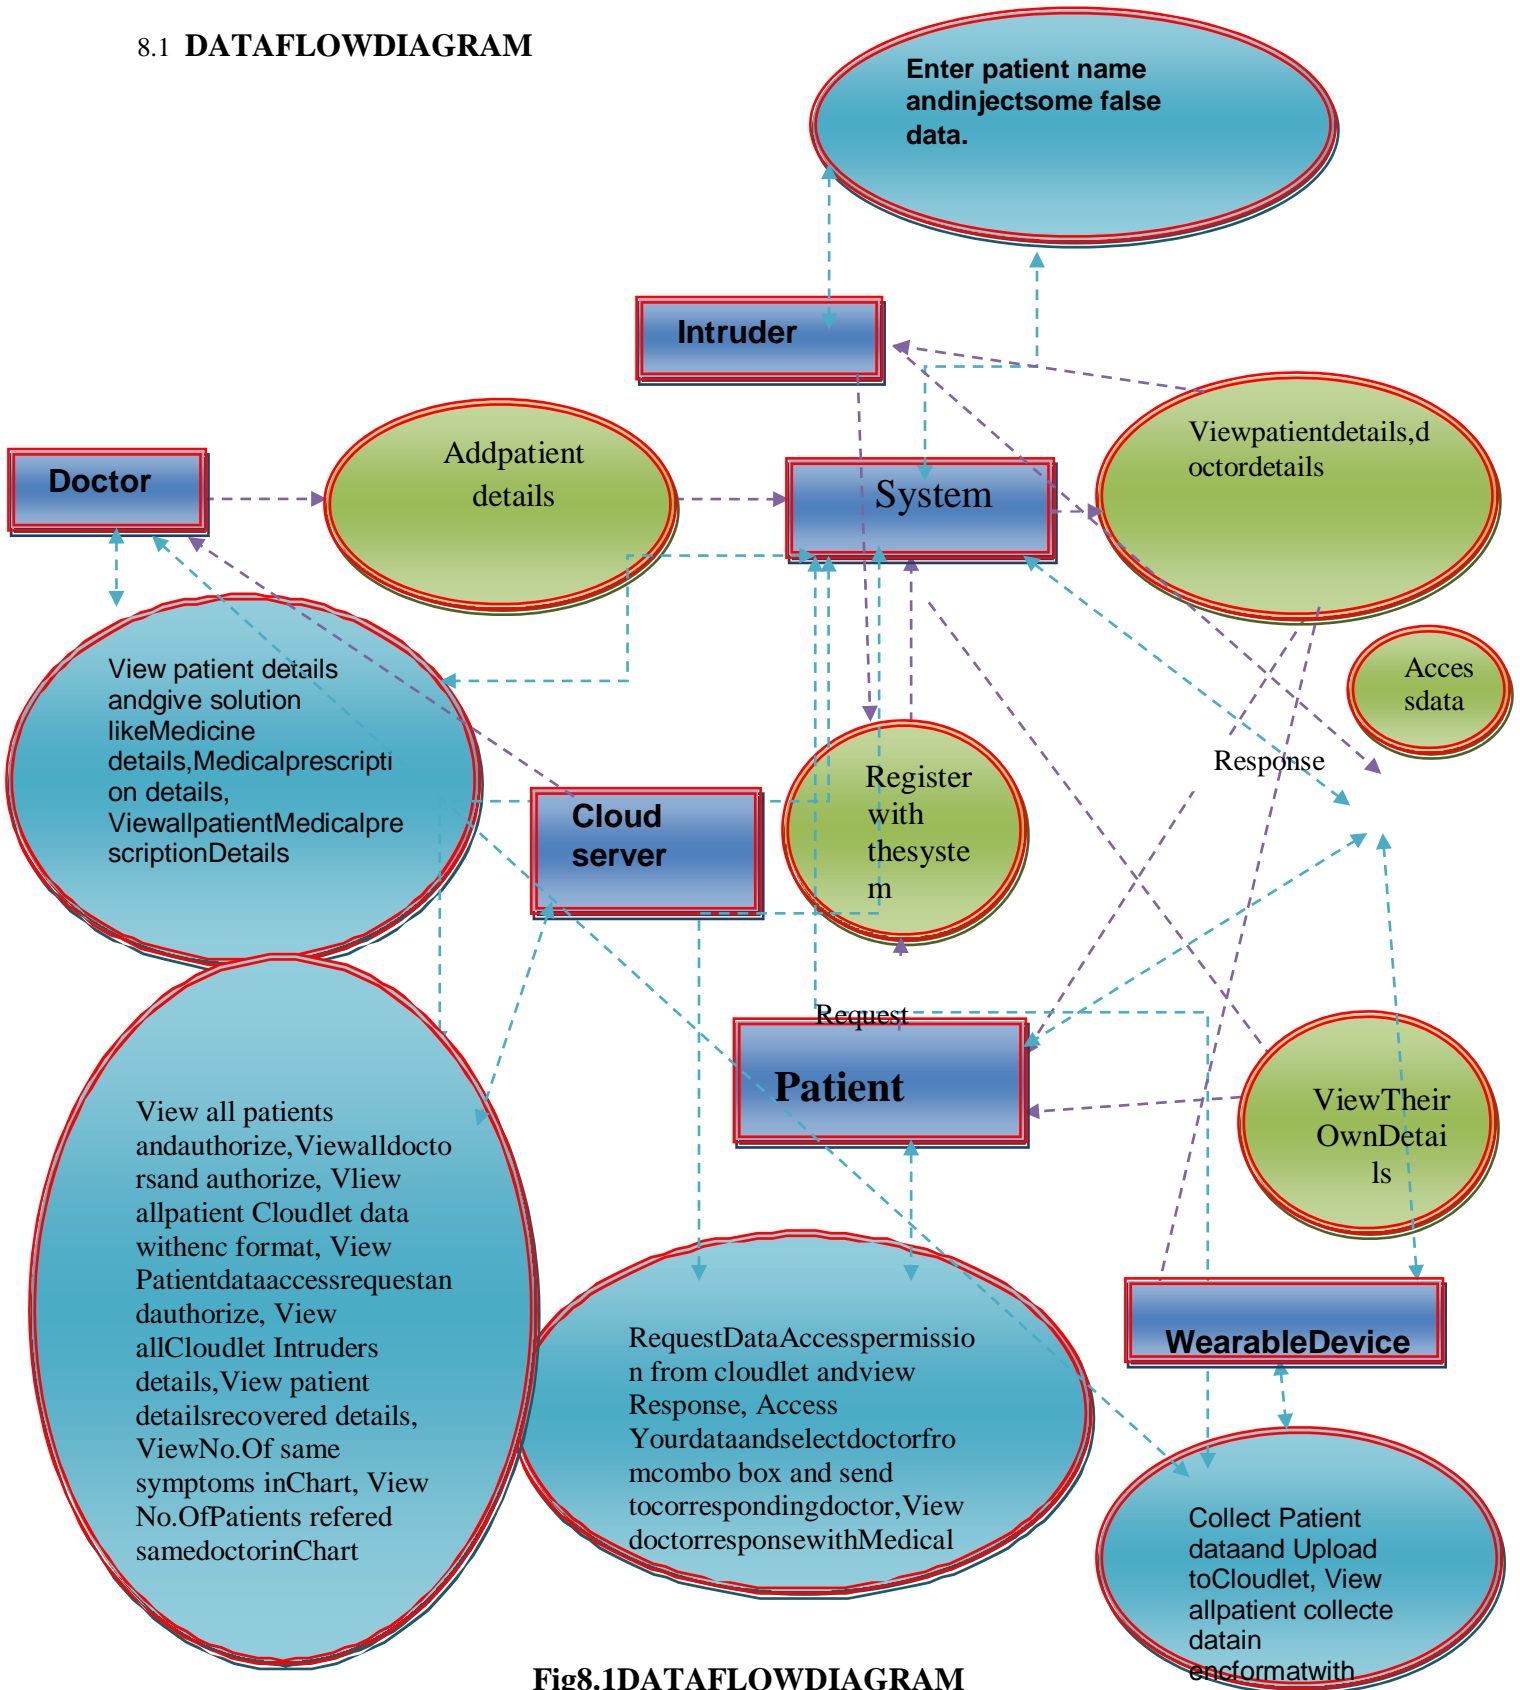 8.1 DATAFLOWDIAGRAM
Enter patient name
andinjectsome false
data.
Intruder
Viewpatientdetails,d
octordetails
Addpatient
details
Doctor
System
Acces
sdata
View patient details
andgive solution
likeMedicine
details,Medicalprescripti
on details,
ViewallpatientMedicalpre
scriptionDetails
Response
Cloud
server
Register
with
thesyste
m
Request
Patient
ViewTheir
OwnDetai
ls
View all patients
andauthorize,Viewalldocto
rsand authorize, Vliew
allpatient Cloudlet data
withenc format, View
Patientdataaccessrequestan
dauthorize, View
allCloudlet Intruders
details,View patient
detailsrecovered details,
ViewNo.Of same
symptoms inChart, View
No.OfPatients refered
samedoctorinChart
RequestDataAccesspermissio
n from cloudlet andview
Response, Access
Yourdataandselectdoctorfro
mcombo box and send
tocorrespondingdoctor,View
doctorresponsewithMedical
WearableDevice
Collect Patient
dataand Upload
toCloudlet, View
allpatient collecte
datain
encformatwith
Fig8.1DATAFLOWDIAGRAM